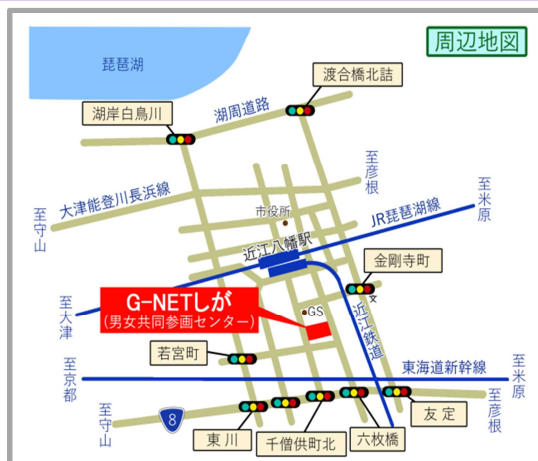 周辺地図
琵琶湖
渡合橋北詰
湖岸白鳥川
湖周道路
至彦根
至米原
大津能登川長浜線
至守山
市役所
JR琵琶湖線
近江八幡駅
金剛寺町
G-NETしが
(男女共同参画センター)
GS
文
近江鉄道
至大津
若宮町
東海道新幹線
至京都
至米原
至守山
8
東川
千僧供町北
六枚橋
友定
至彦根